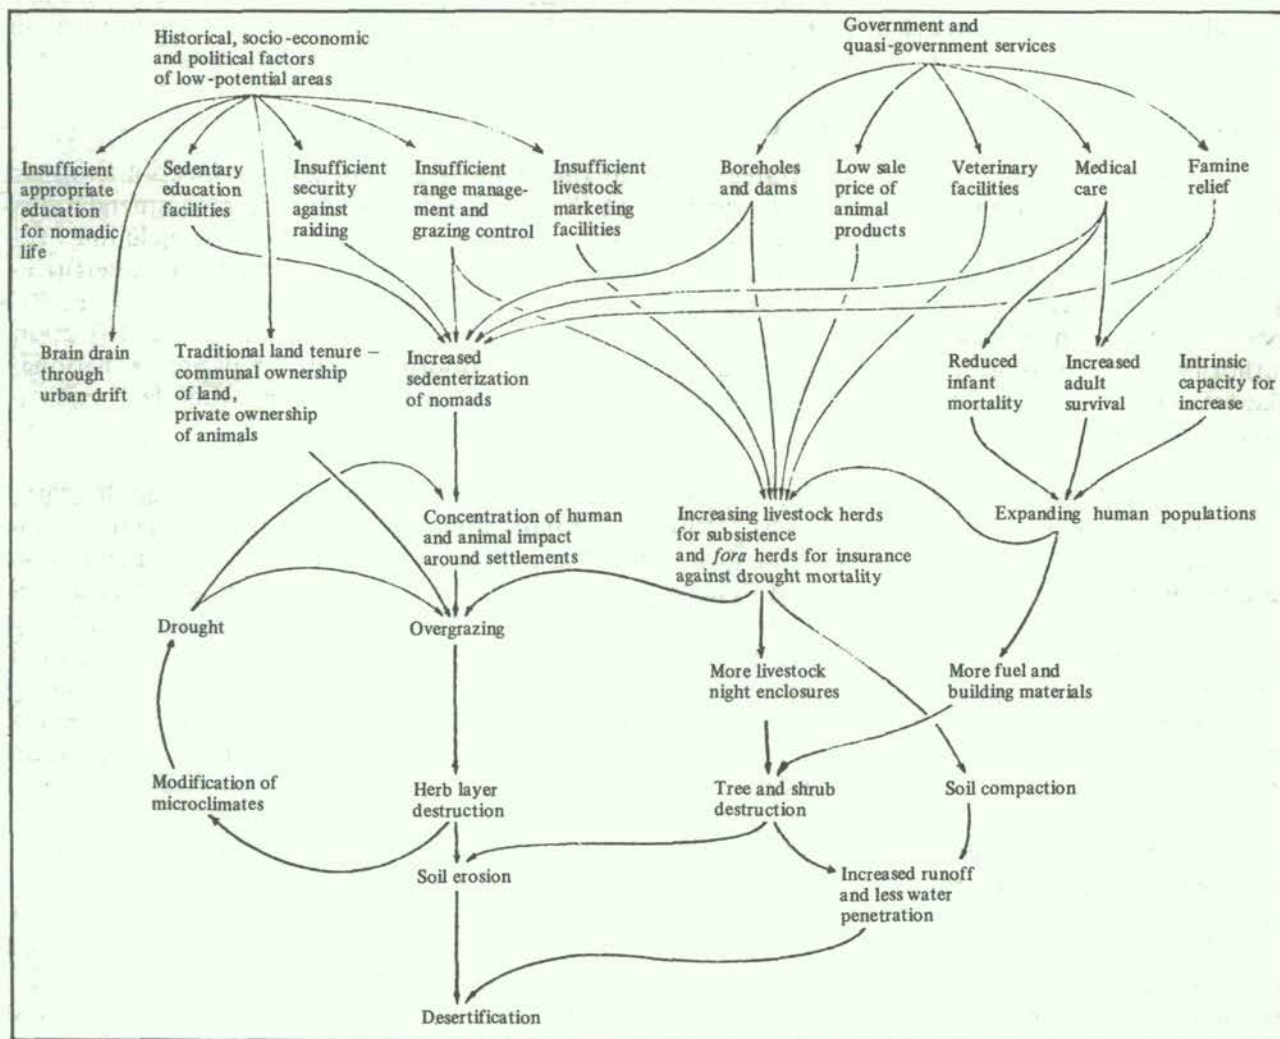 Historical, socio-economic
and political factors
of low-potential areas
Government and
quasi-government services
Insufficient
appropriate
education
for nomadic
life
Sedentary
education
facilities
Insufficient
security
against
raiding
Insufficient
range manage-
ment and
grazing control
Insufficient
livestock
marketing
facilities
Boreholes
and dams
Low sale
price of
animal
products
Veterinary
facilities
Medical
care
Famine
relief
Brain drain
through
urban drift
Traditional land tenure –
communal ownership
of land,
private ownership
of animals
Increased
sedenterization
of nomads
Reduced
infant
mortality
Increased
adult
survival
Intrinsic
capacity for
increase
Concentration of human
and animal impact
around settlements
Increasing livestock herds
for subsistence
and fora herds for insurance
against drought mortality
Expanding human populations
Drought
Overgrazing
More livestock
night enclosures
More fuel and
building materials
Modification of
microclimates
Herb layer
destruction
Tree and shrub
destruction
Soil compaction
Soil erosion
Increased runoff
and less water
penetration
Desertification